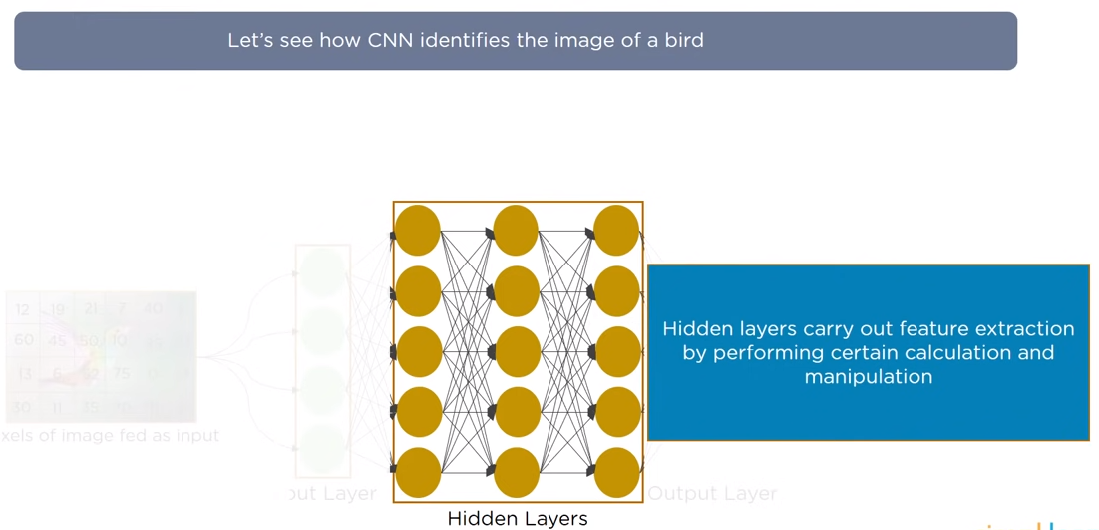 Let's see how CNN identifies the image of a bird
12 19 21 7 40
60 45 50 10
13 6 75
30 11 35
xels of image fed as input
out Layer
Hidden Layers
Output Layer
Hidden layers carry out feature extraction
by performing certain calculation and
manipulation